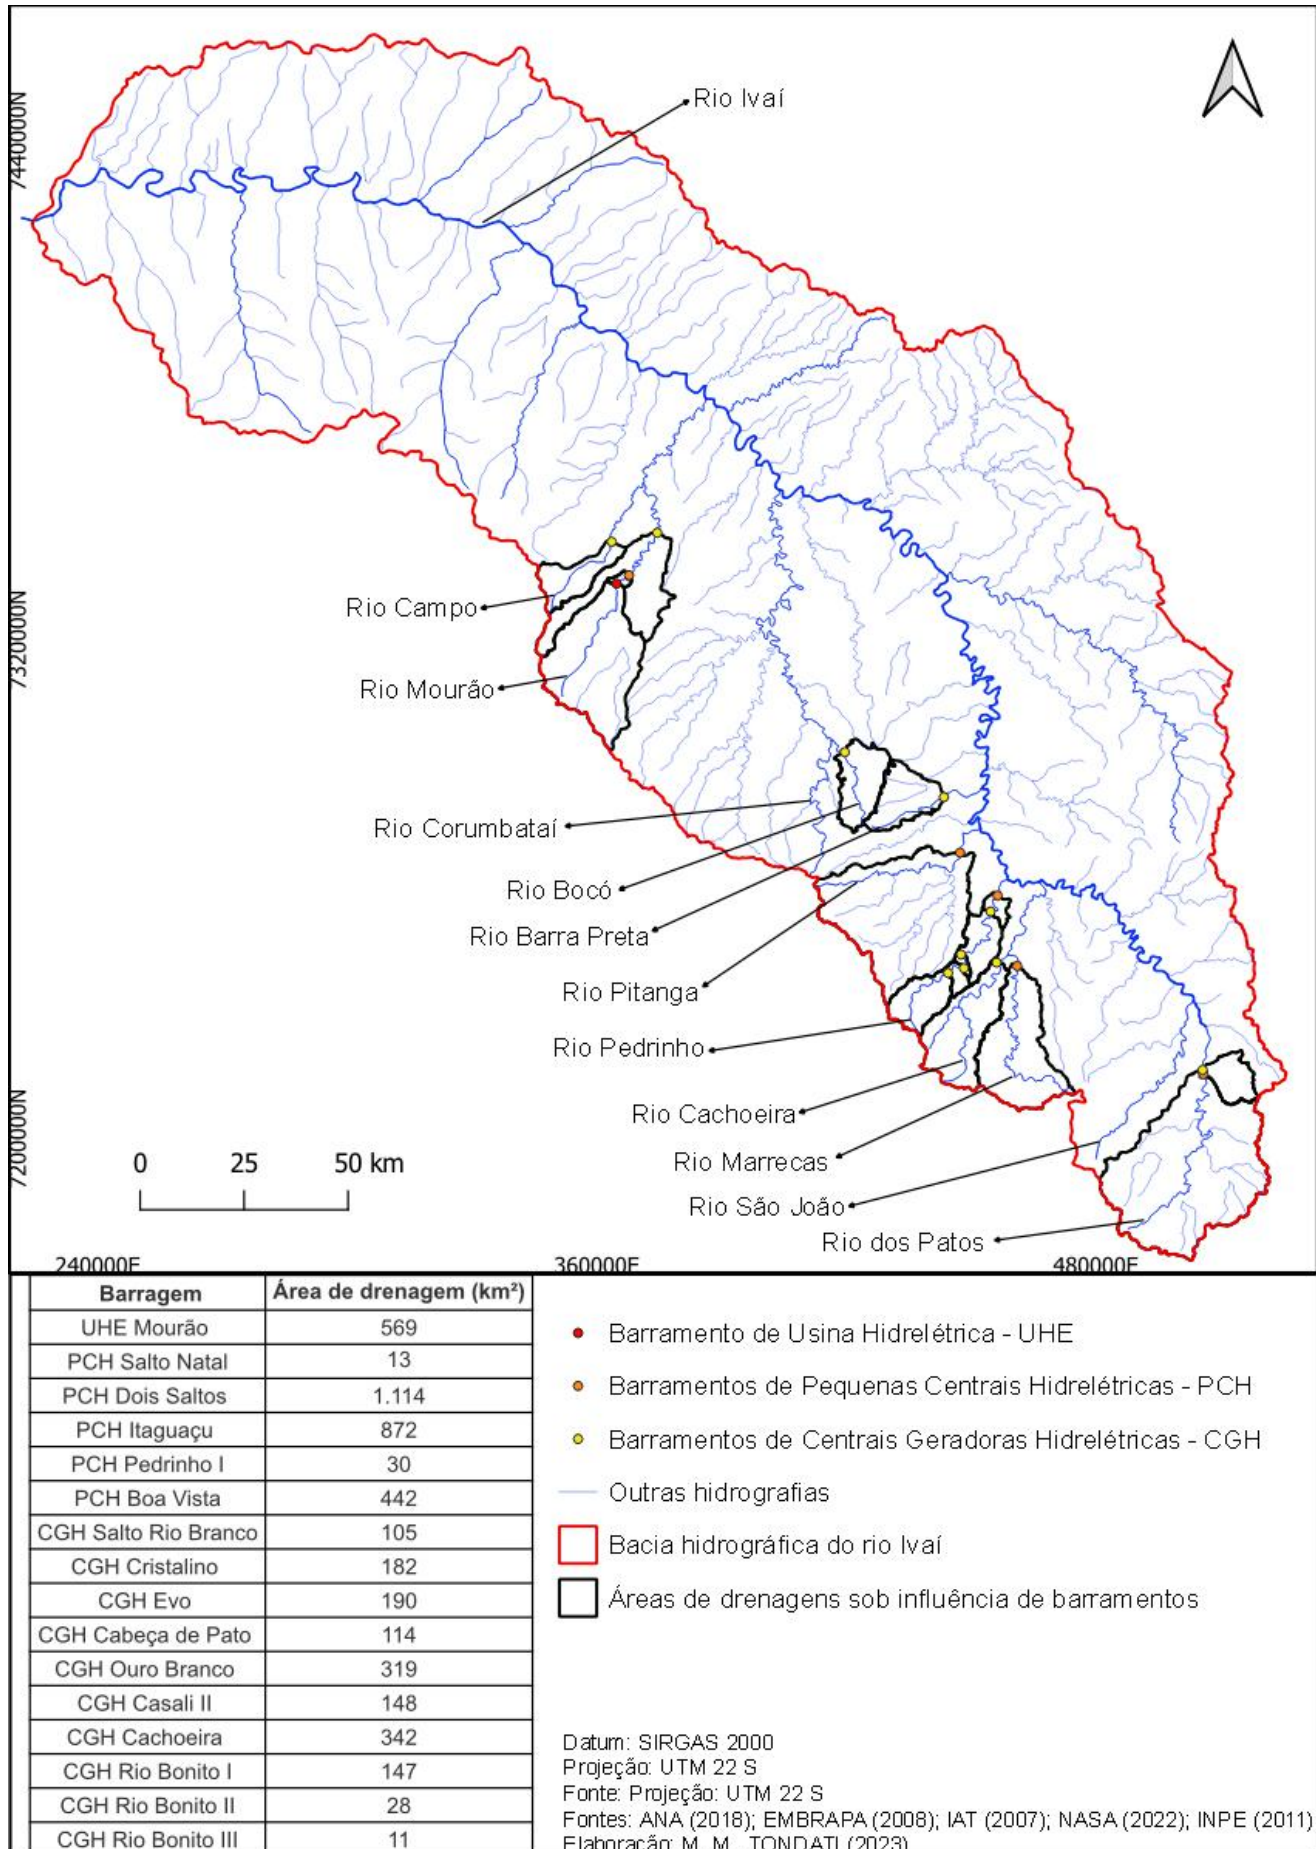 Rio Ivaí
7440000N
Rio Campo
7320000N
Rio Mourão
Rio Corumbataí
Rio Bocó
Rio Barra Preta
Rio Pitanga
Rio Pedrinho
Rio Cachoeira
7200000N
0 25 50 km
Rio Marrecas
Rio São João
Rio dos Patos
240000E 360000E 480000E
Barragem Área de drenagem (km²)
UHE Mourão 569
PCH Salto Natal 13
PCH Dois Saltos 1.114
PCH Itaguaçu 872
PCH Pedrinho I 30
PCH Boa Vista 442
CGH Salto Rio Branco 105
CGH Cristalino 182
CGH Evo 190
CGH Cabeça de Pato 114
CGH Ouro Branco 319
CGH Casali II 148
CGH Cachoeira 342
CGH Rio Bonito I 147
CGH Rio Bonito II 28
CGH Rio Bonito III 11
Barramento de Usina Hidrelétrica - UHE
Barramentos de Pequenas Centrais Hidrelétricas - PCH
Barramentos de Centrais Geradoras Hidrelétricas - CGH
Outras hidrografias
Bacia hidrográfica do rio Ivaí
Áreas de drenagens sob influência de barramentos
Datum: SIRGAS 2000
Projeção: UTM 22 S
Fonte: Projeção: UTM 22 S
Fontes: ANA (2018); EMBRAPA (2008); IAT (2007); NASA (2022); INPE (2011)
Elaboração: M. M. TONDATI (2023)